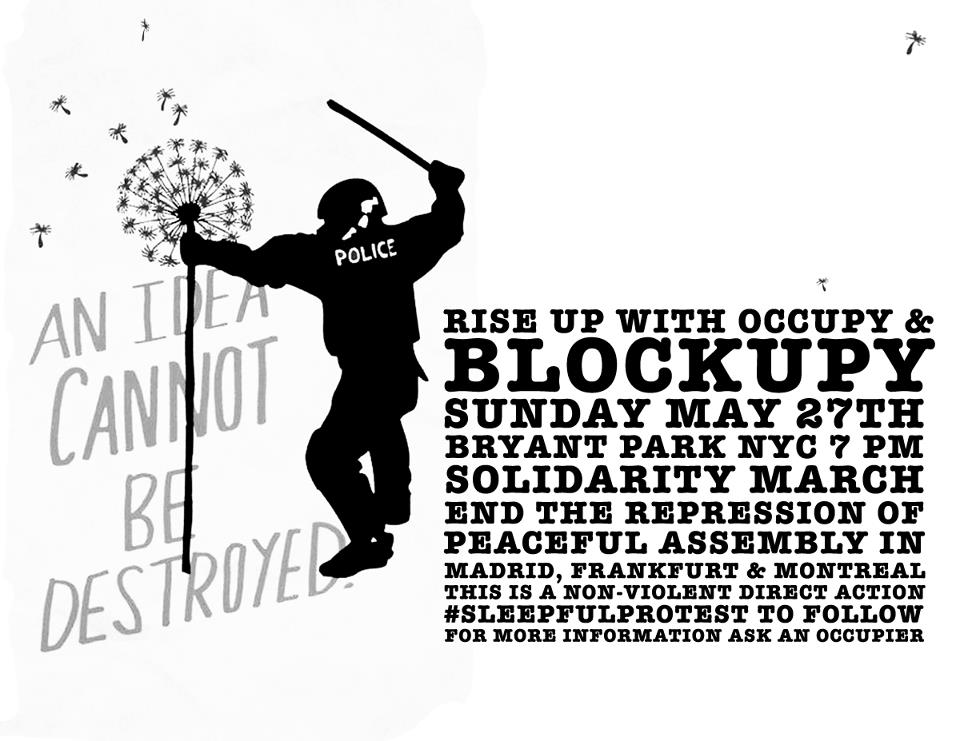 AN IDEA
CANNOT
BE
DESTROYED.
POLICE
RISE UP WITH OCCUPY &
BLOCKUPY
SUNDAY MAY 27TH
BRYANT PARK NYC 7 PM
SOLIDARITY MARCH
END THE REPRESSION OF
PEACEFUL ASSEMBLY IN
MADRID, FRANKFURT & MONTREAL
THIS IS A NON-VIOLENT DIRECT ACTION
#SLEEPFULPROTEST TO FOLLOW
FOR MORE INFORMATION ASK AN OCCUPIER